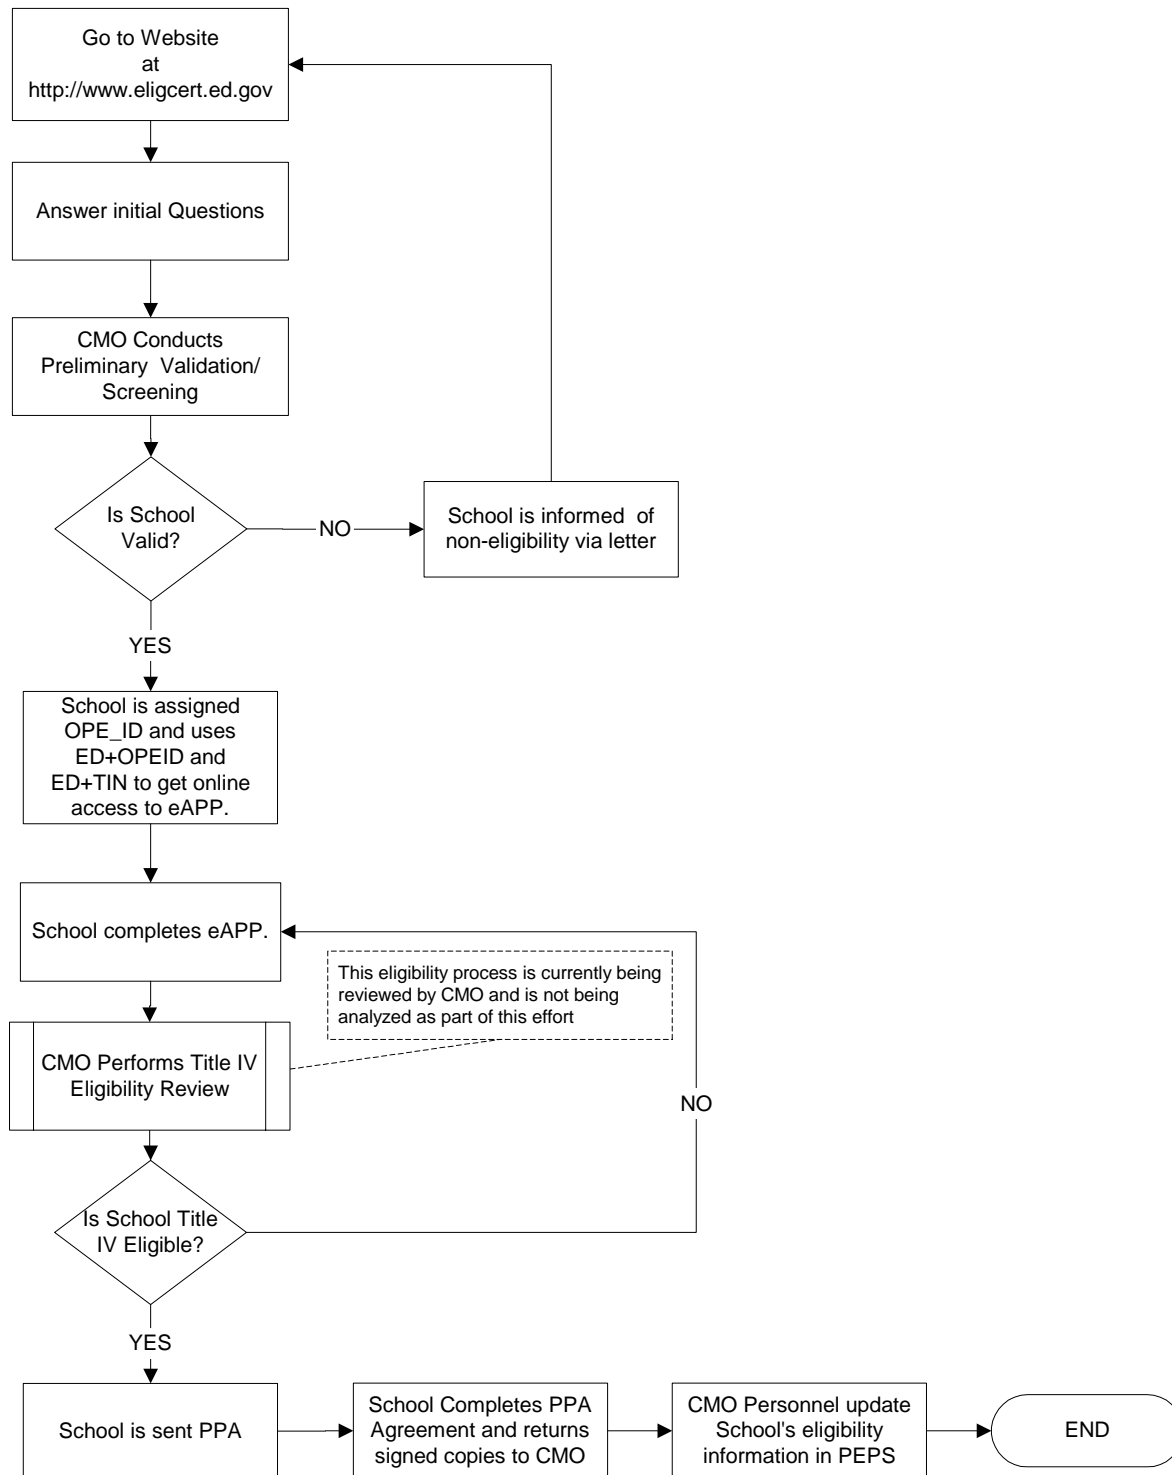 Go to Website
at
http://www.eligcert.ed.gov
Answer initial Questions
CMO Conducts
Preliminary Validation/
Screening
Is School
Valid?
NO
School is informed of
non-eligibility via letter
YES
School is assigned
OPE_ID and uses
ED+OPEID and
ED+TIN to get online
access to eAPP.
School completes eAPP.
This eligibility process is currently being
reviewed by CMO and is not being
analyzed as part of this effort
CMO Performs Title IV
Eligibility Review
NO
Is School Title
IV Eligible?
YES
School is sent PPA
School Completes PPA
Agreement and returns
signed copies to CMO
CMO Personnel update
School's eligibility
information in PEPS
END